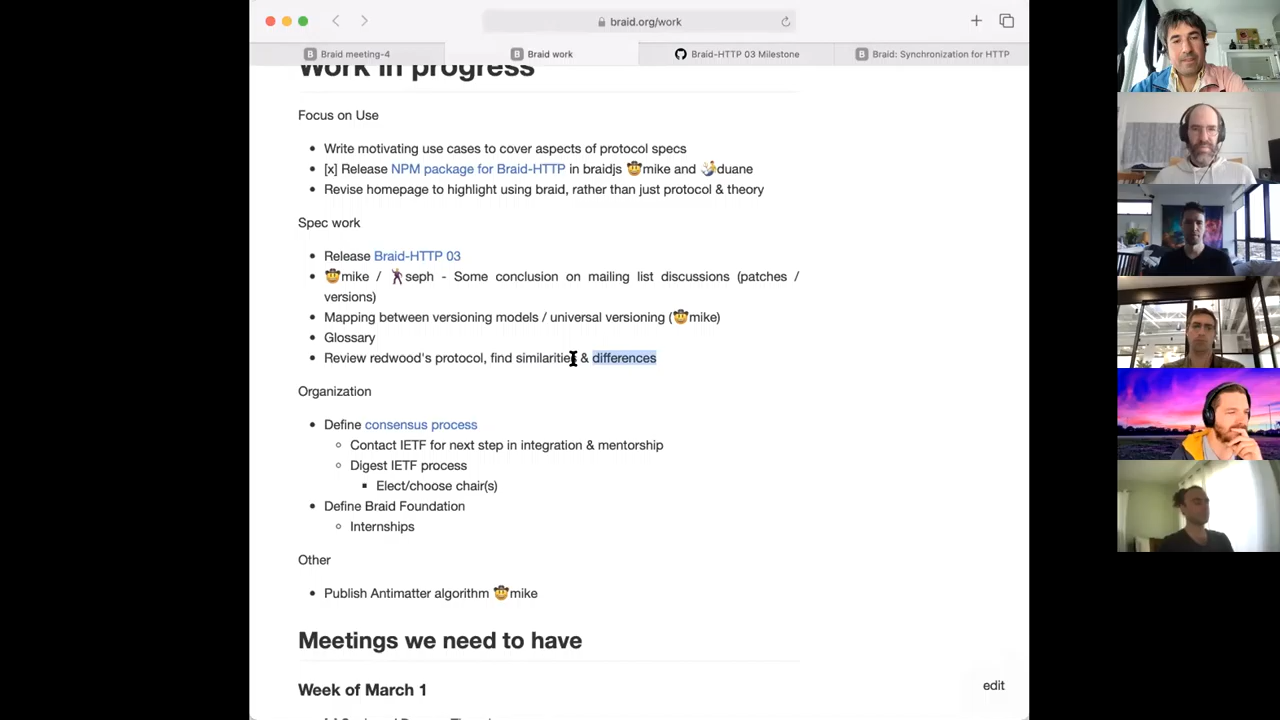 braid.org/work
Braid meeting-4
Braid work
Braid-HTTP 03 Milestone
Braid: Synchronization for HTTP
Work in progress
Focus on Use
Write motivating use cases to cover aspects of protocol specs
[x] Release NPM package for Braid-HTTP in braidjs 🤠mike and 🤽duane
Revise homepage to highlight using braid, rather than just protocol & theory
Spec work
Release Braid-HTTP 03
🤠mike / 🕺seph - Some conclusion on mailing list discussions (patches /
versions)
Mapping between versioning models / universal versioning (🤠mike)
Glossary
Review redwood's protocol, find similarities & differences
Organization
Define consensus process
Contact IETF for next step in integration & mentorship
Digest IETF process
Elect/choose chair(s)
Define Braid Foundation
Internships
Other
Publish Antimatter algorithm 🤠mike
Meetings we need to have
Week of March 1
edit